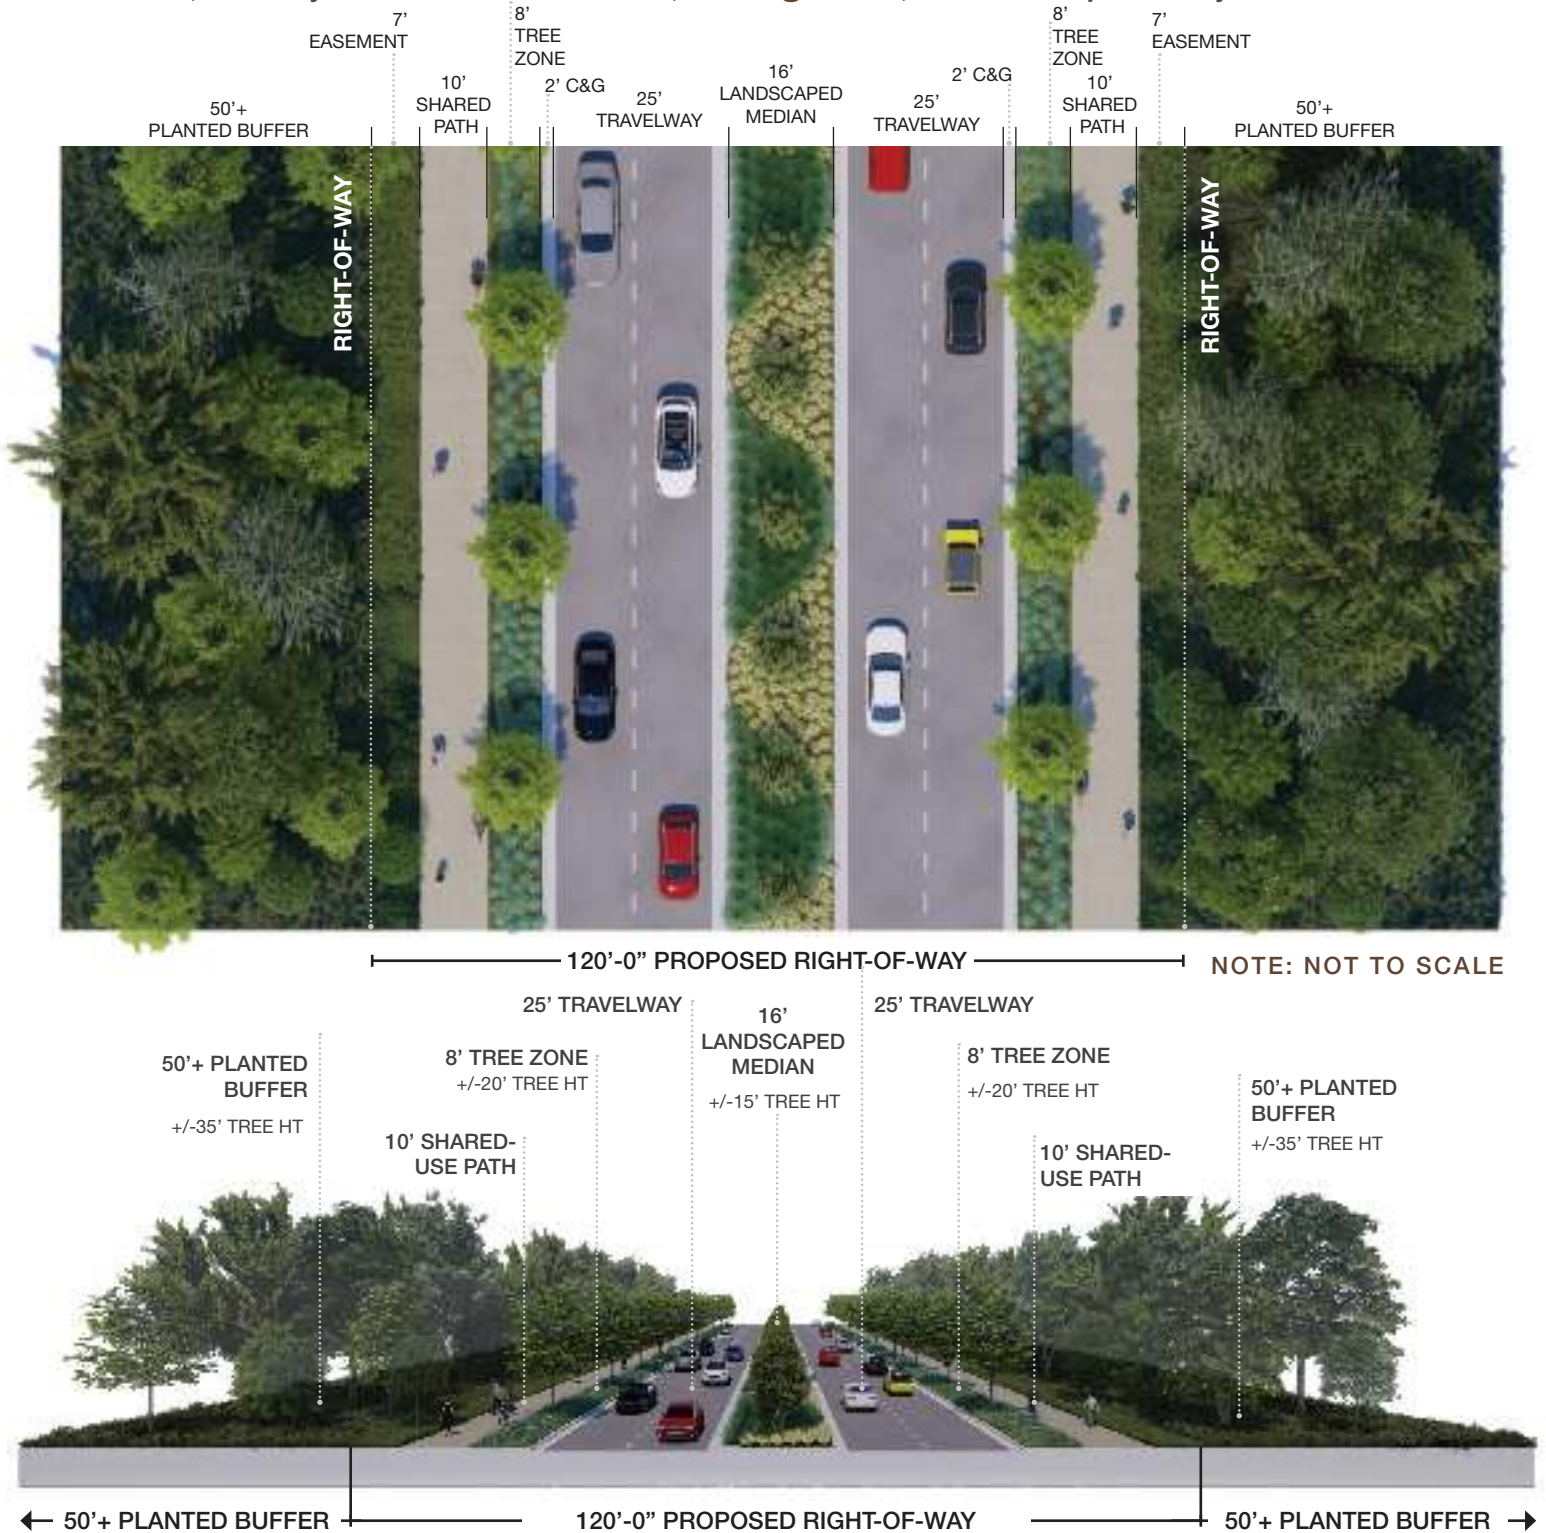 7’
EASEMENT
8’
TREE
ZONE
8’
TREE
ZONE
7’
EASEMENT
50’+
PLANTED BUFFER
10’
SHARED
PATH
2’ C&G
25’
TRAVELWAY
16’
LANDSCAPED
MEDIAN
25’
TRAVELWAY
2’ C&G
10’
SHARED
PATH
50’+
PLANTED BUFFER
RIGHT-OF-WAY
RIGHT-OF-WAY
120’-0” PROPOSED RIGHT-OF-WAY
NOTE: NOT TO SCALE
25’ TRAVELWAY
16’
LANDSCAPED
MEDIAN
+/-15’ TREE HT
25’ TRAVELWAY
50’+ PLANTED
BUFFER
+/-35’ TREE HT
8’ TREE ZONE
+/-20’ TREE HT
8’ TREE ZONE
+/-20’ TREE HT
50’+ PLANTED
BUFFER
+/-35’ TREE HT
10’ SHARED-
USE PATH
10’ SHARED-
USE PATH
50’+ PLANTED BUFFER
120’-0” PROPOSED RIGHT-OF-WAY
50’+ PLANTED BUFFER